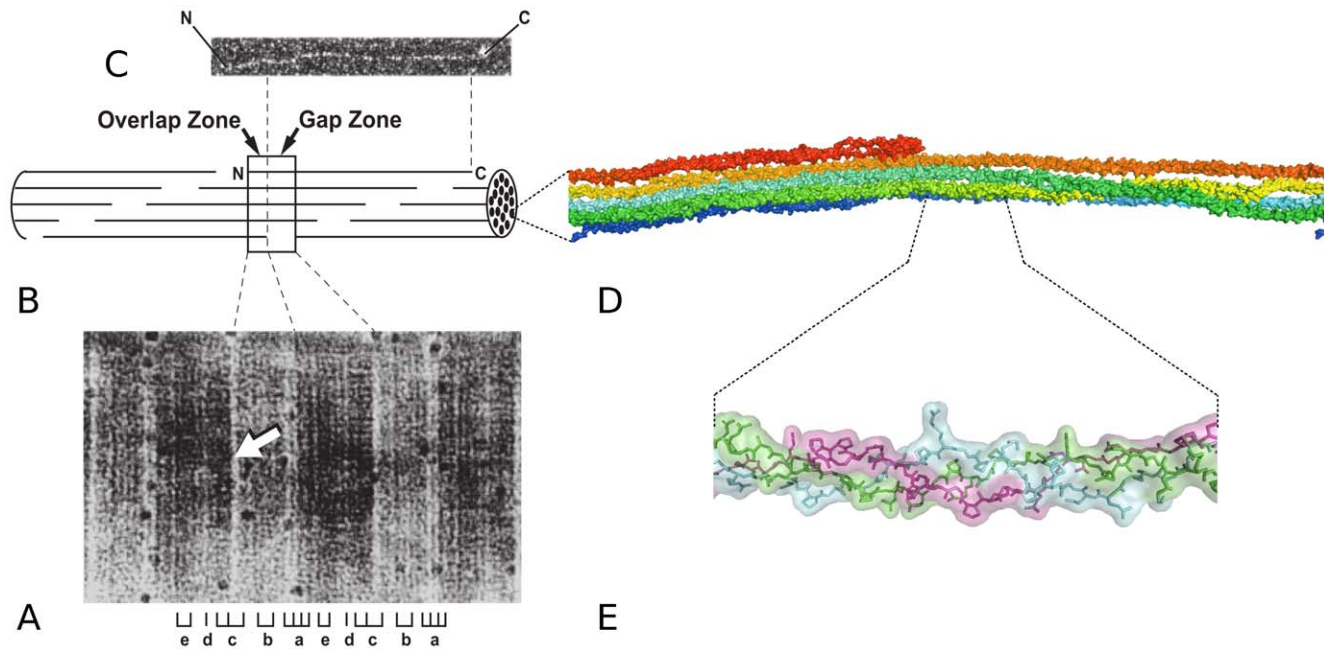 N C
C
Overlap Zone Gap Zone
N C
B D
A E
e d c b a e d c b a